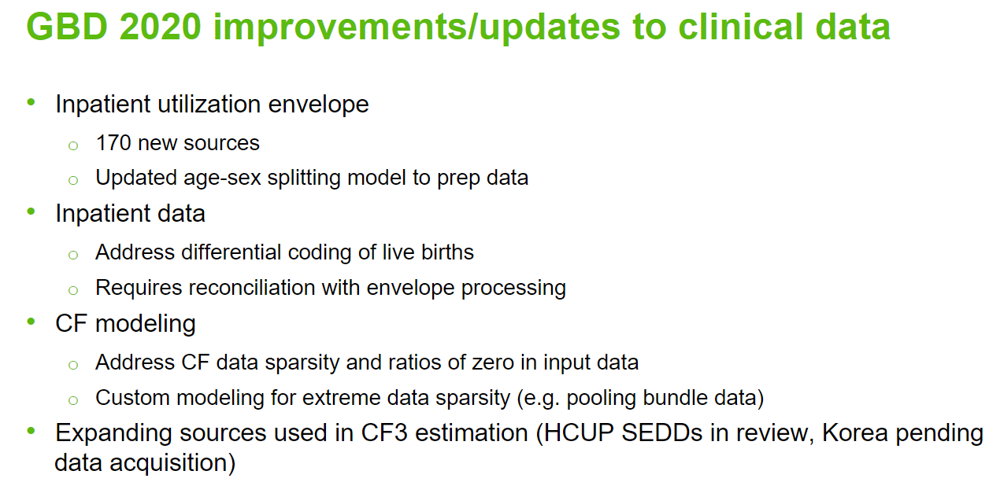 GBD 2020 improvements/updates to clinical data
• Inpatient utilization envelope
o 170 new sources
o Updated age-sex splitting model to prep data
• Inpatient data
o Address differential coding of live births
o Requires reconciliation with envelope processing
• CF modeling
o Address CF data sparsity and ratios of zero in input data
o Custom modeling for extreme data sparsity (e.g. pooling bundle data)
• Expanding sources used in CF3 estimation (HCUP SEDDs in review, Korea pending
data acquisition)